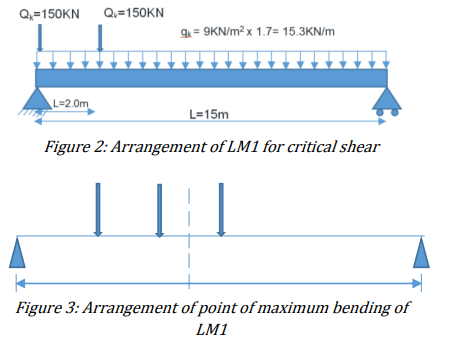 Qₖ=150KN Qₖ=150KN
qₖ = 9KN/m² x 1.7= 15.3KN/m
L=2.0m
L=15m
Figure 2: Arrangement of LM1 for critical shear
Figure 3: Arrangement of point of maximum bending of
LM1